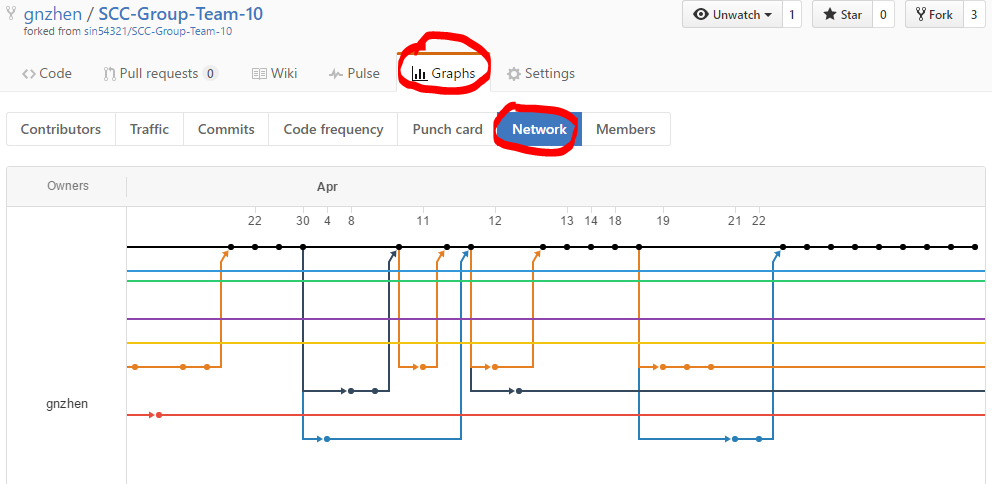 gnzhen / SCC-Group-Team-10
forked from sin54321/SCC-Group-Team-10
Unwatch 1 Star 0 Fork 3
Code Pull requests 0 Wiki Pulse Graphs Settings
Contributors Traffic Commits Code frequency Punch card Network Members
Owners Apr
22 30 4 8 11 12 13 14 18 19 21 22
gnzhen